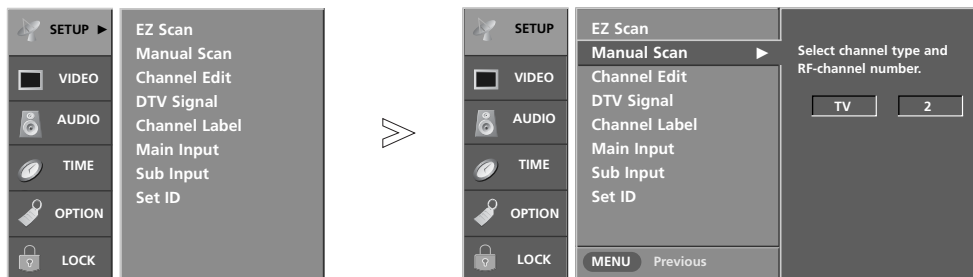 SETUP ►
VIDEO
AUDIO
TIME
OPTION
LOCK
EZ Scan
Manual Scan
Channel Edit
DTV Signal
Channel Label
Main Input
Sub Input
Set ID
SETUP
VIDEO
AUDIO
TIME
OPTION
LOCK
EZ Scan
Manual Scan ►
Channel Edit
DTV Signal
Channel Label
Main Input
Sub Input
Set ID
MENU Previous
Select channel type and
RF-channel number.
TV 2